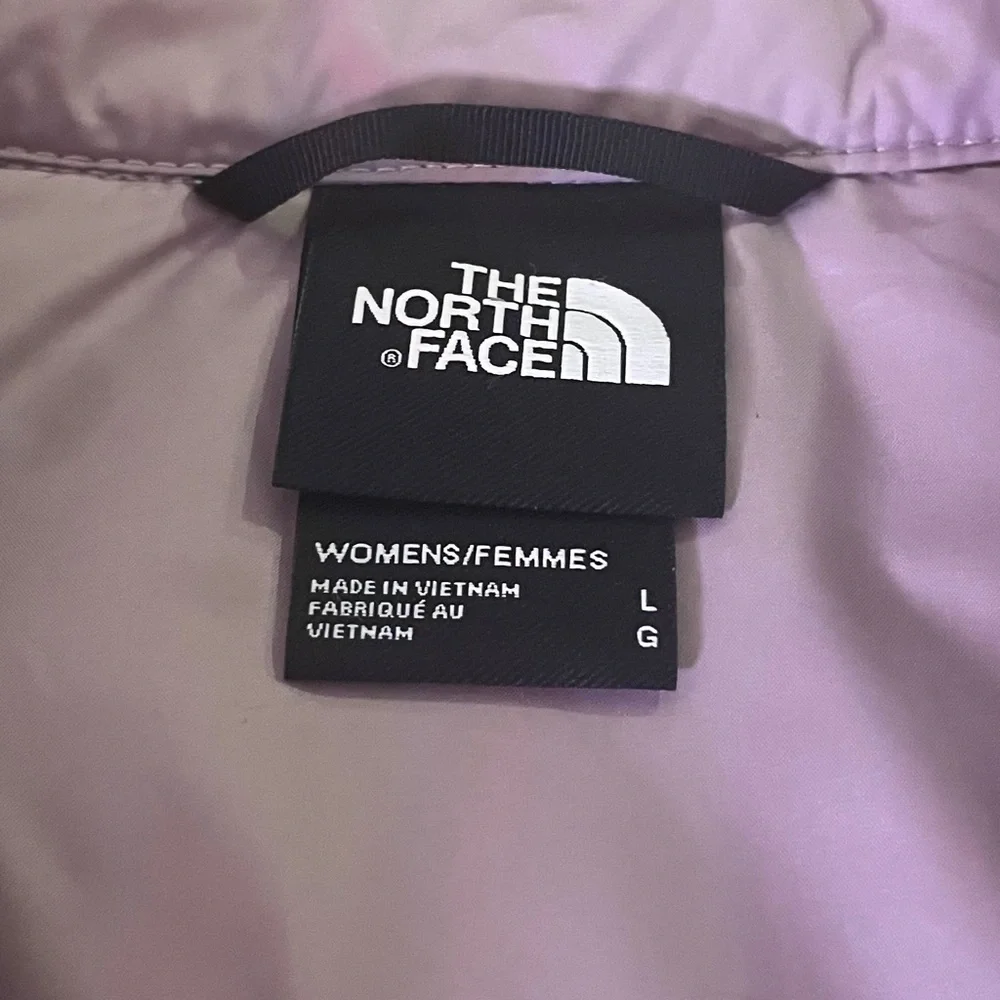 THE
NORTH
® FACE
WOMENS/FEMMES
MADE IN VIETNAM
FABRIQUÉ AU
VIETNAM
L
G